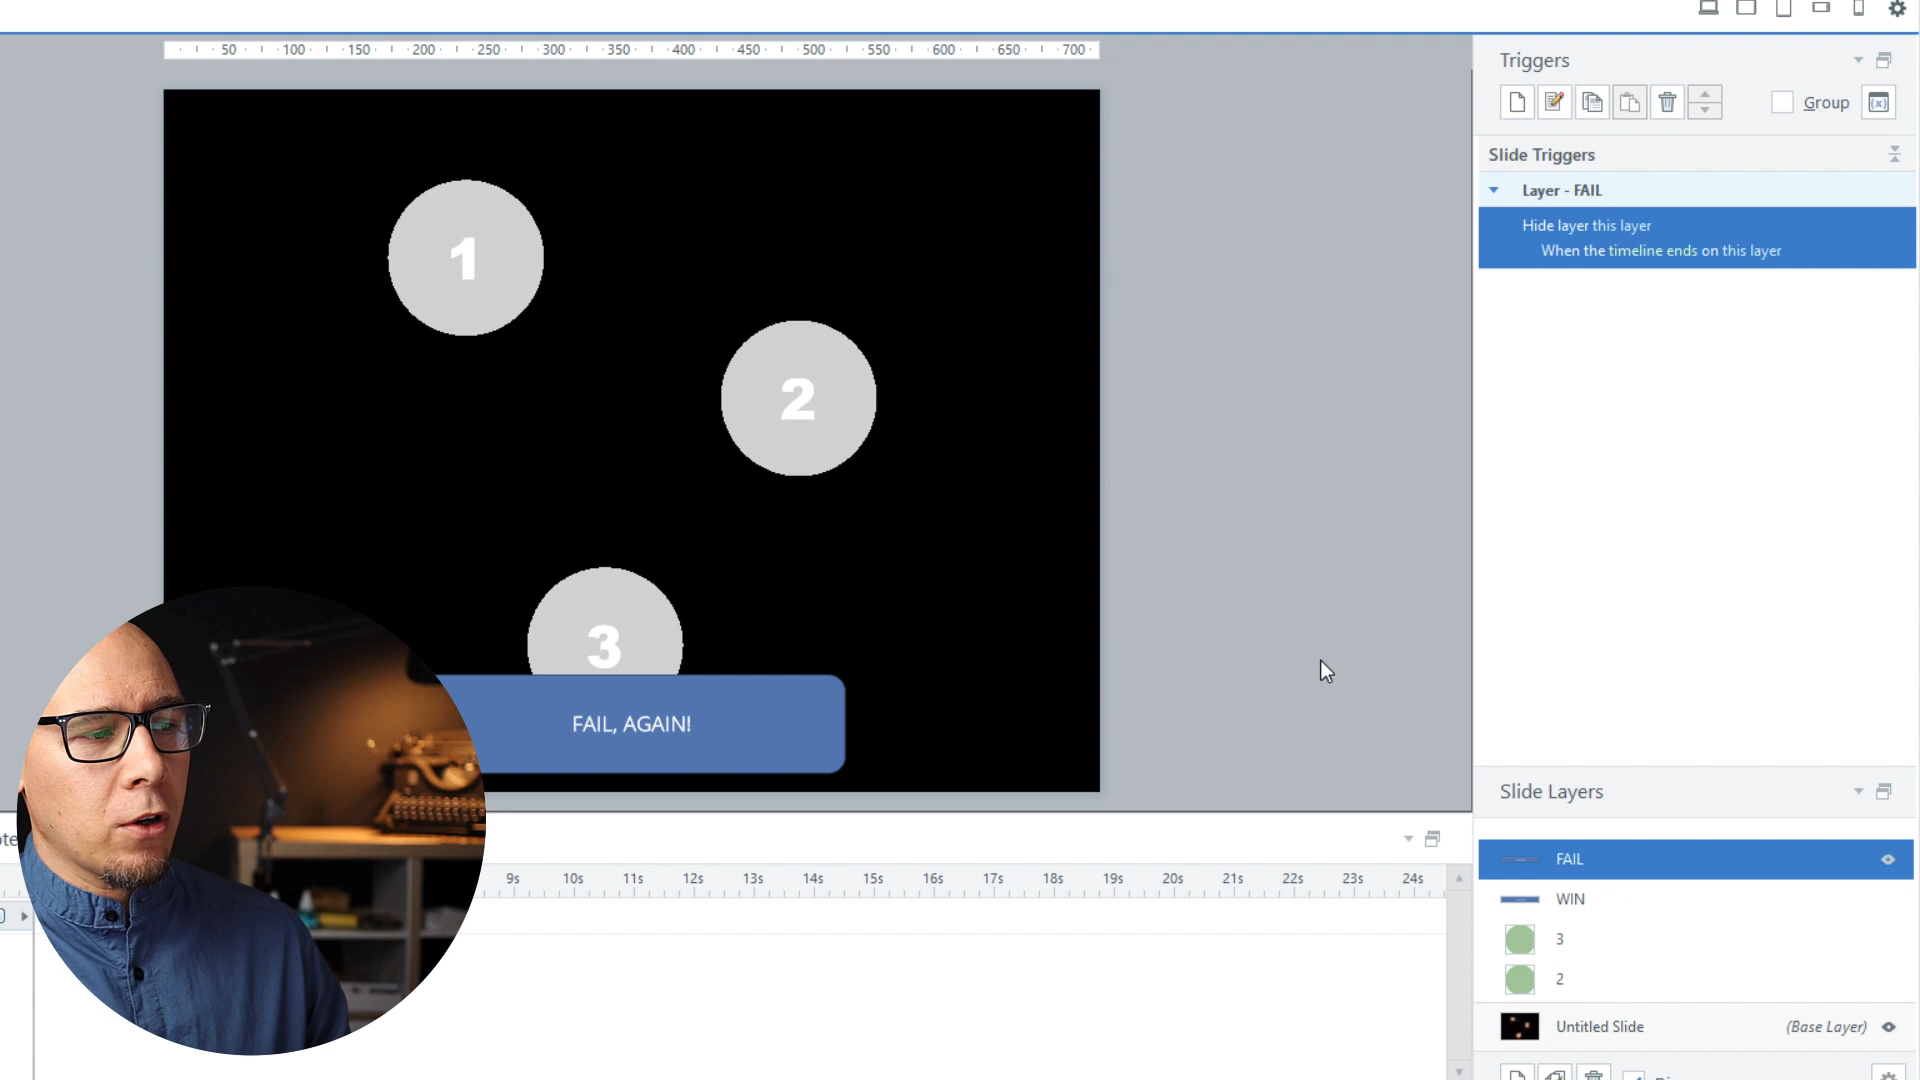 50 100 150 200 250 300 350 400 450 500 550 600 650 700
Triggers
Group
Slide Triggers
Layer - FAIL
Hide layer this layer
When the timeline ends on this layer
1
2
3
FAIL, AGAIN!
Slide Layers
FAIL
WIN
3
2
Untitled Slide (Base Layer)
9s 10s 11s 12s 13s 14s 15s 16s 17s 18s 19s 20s 21s 22s 23s 24s